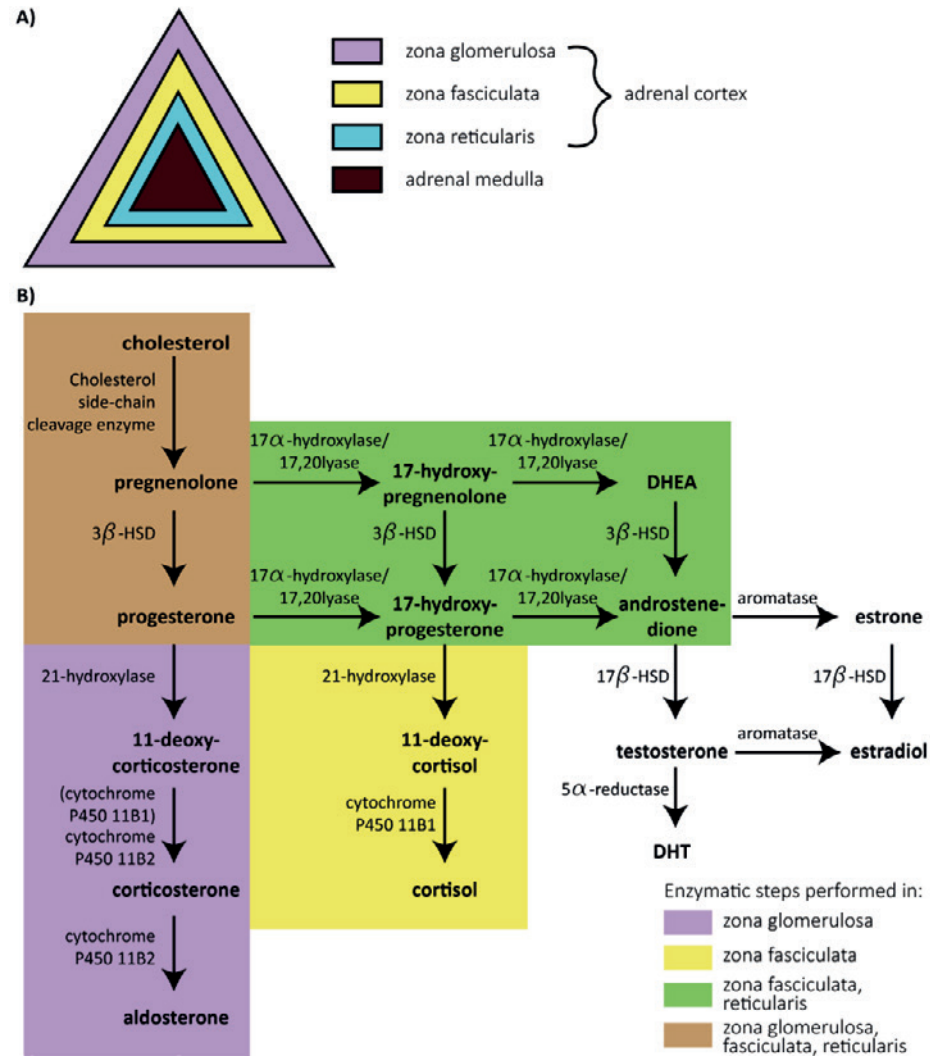 A)
zona glomerulosa
zona fasciculata
adrenal cortex
zona reticularis
adrenal medulla
B)
cholesterol
Cholesterol
side-chain
cleavage enzyme
17α-hydroxylase/
17,20lyase
17α-hydroxylase/
17,20lyase
pregnenolone
17-hydroxy-
pregnenolone
DHEA
3β-HSD
3β-HSD
3β-HSD
17α-hydroxylase/
17,20lyase
17α-hydroxylase/
17,20lyase
progesterone
17-hydroxy-
progesterone
androstene-
dione
aromatase
estrone
21-hydroxylase
21-hydroxylase
17β-HSD
17β-HSD
11-deoxy-
corticosterone
11-deoxy-
cortisol
testosterone
aromatase
estradiol
(cytochrome
P450 11B1)
cytochrome
P450 11B2
cytochrome
P450 11B1
5α-reductase
DHT
corticosterone
cortisol
cytochrome
P450 11B2
aldosterone
Enzymatic steps performed in:
zona glomerulosa
zona fasciculata
zona fasciculata,
reticularis
zona glomerulosa,
fasciculata, reticularis